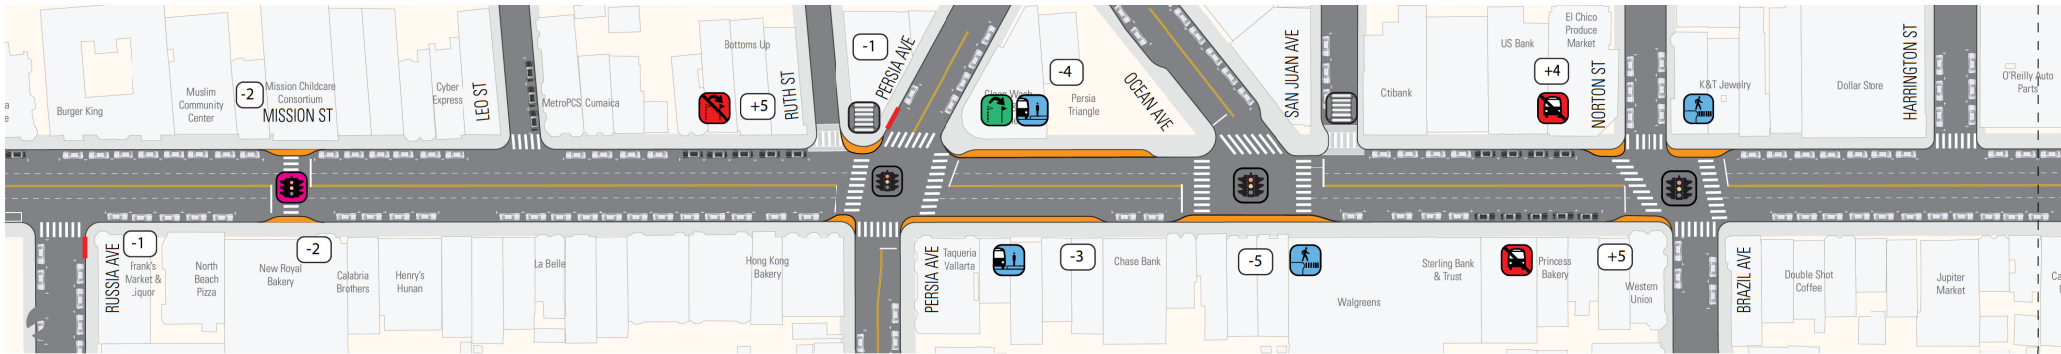 Burger King
Muslim
Community
Center
-2
Mission Childcare
Consortium
MISSION ST
Cyber
Express
LEO ST
MetroPCS
Cumaica
Bottoms Up
+5
RUTH ST
-1
PERSIA AVE
-4
Persia
Triangle
OCEAN AVE
SAN JUAN AVE
Citibank
US Bank
El Chico
Produce
Market
+4
NORTON ST
K&T Jewelry
Dollar Store
HARRINGTON ST
O'Reilly Auto
Parts
RUSSIA AVE
-1
Frank's
Market &
Liquor
North
Beach
Pizza
New Royal
Bakery
-2
Calabria
Brothers
Henry's
Hunan
La Belle
Hong Kong
Bakery
PERSIA AVE
Taqueria
Vallarta
-3
Chase Bank
-5
Walgreens
Sterling Bank
& Trust
Princess
Bakery
+5
Western
Union
BRAZIL AVE
Double Shot
Coffee
Jupiter
Market